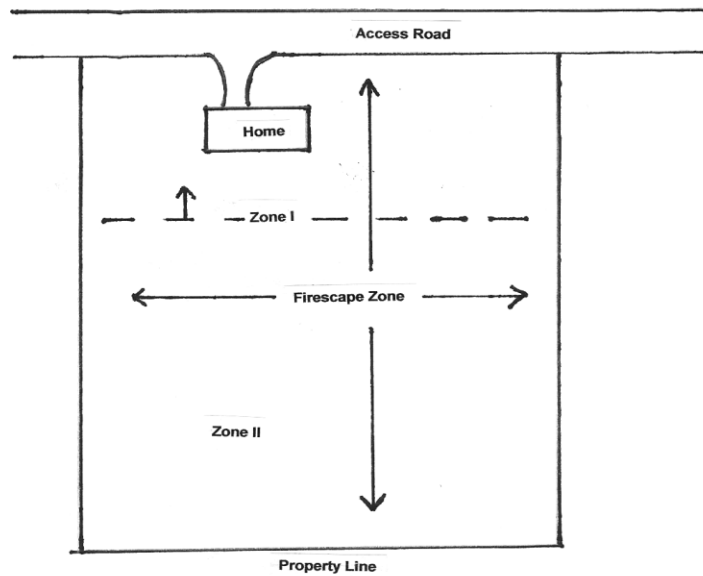 Access Road
Home
Zone I
Firescape Zone
Zone II
Property Line